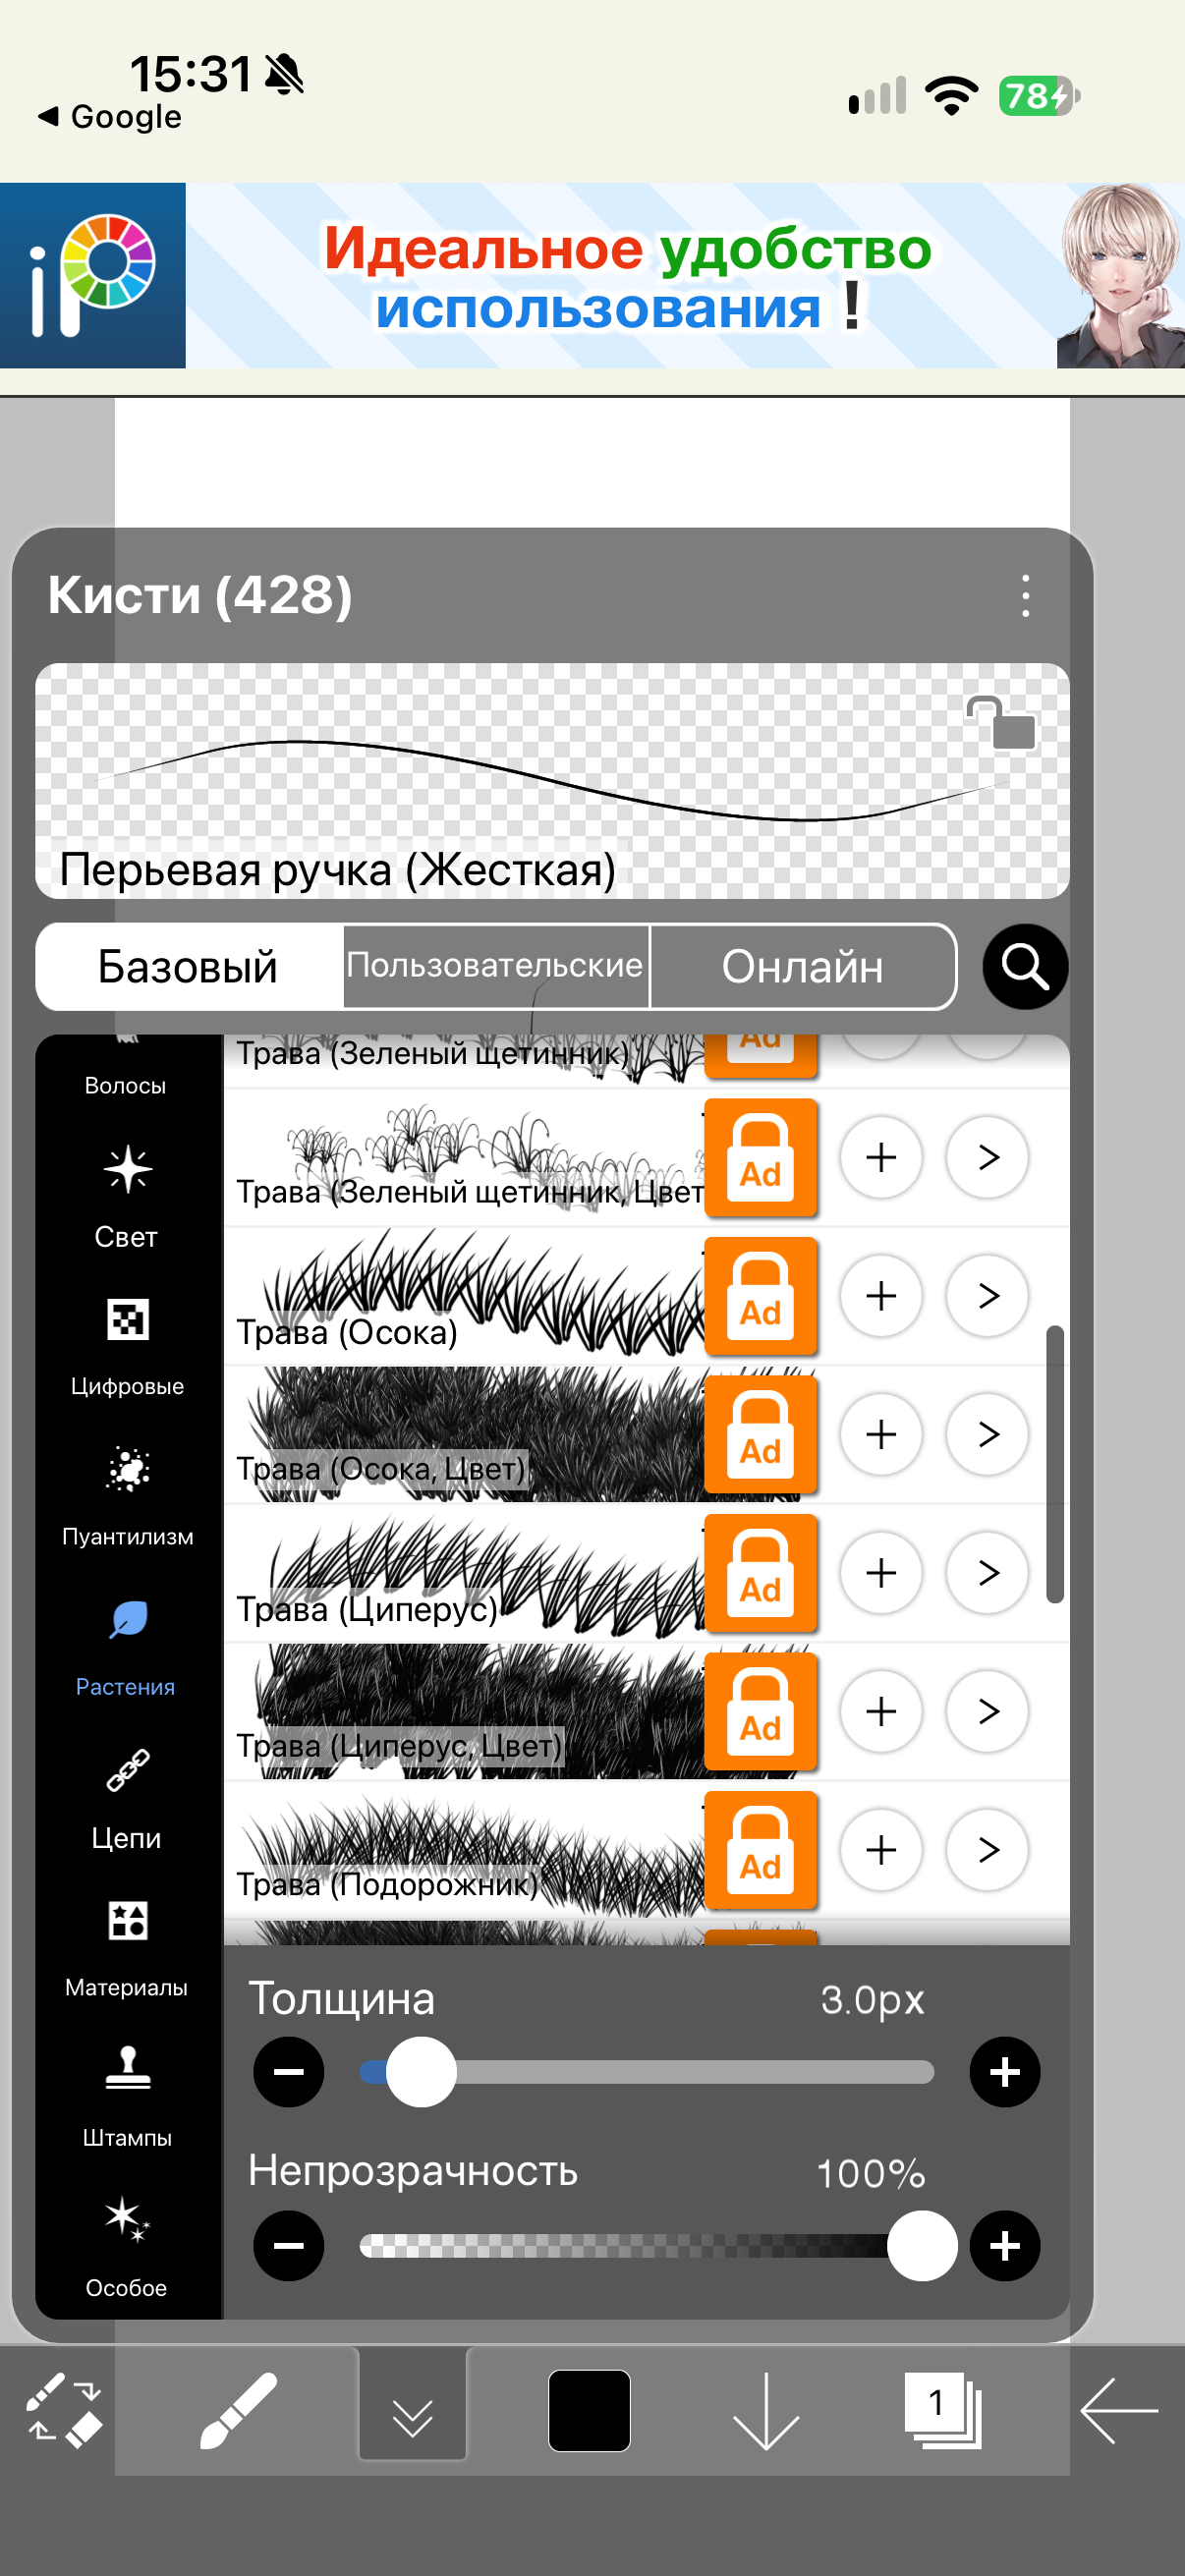 15:31
78
Google
iP
Идеальное удобство
использования !
Кисти (428)
Перьевая ручка (Жесткая)
Базовый
Пользовательские
Онлайн
Волосы
Свет
Цифровые
Пуантилизм
Растения
Цепи
Материалы
Штампы
Особое
Трава (Зеленый щетинник)
Ad
Трава (Зеленый щетинник, Цвет
Ad
Трава (Осока)
Ad
Трава (Осока, Цвет)
Ad
Трава (Циперус)
Ad
Трава (Циперус, Цвет)
Ad
Трава (Подорожник)
Ad
Толщина
3.0px
Непрозрачность
100%
1